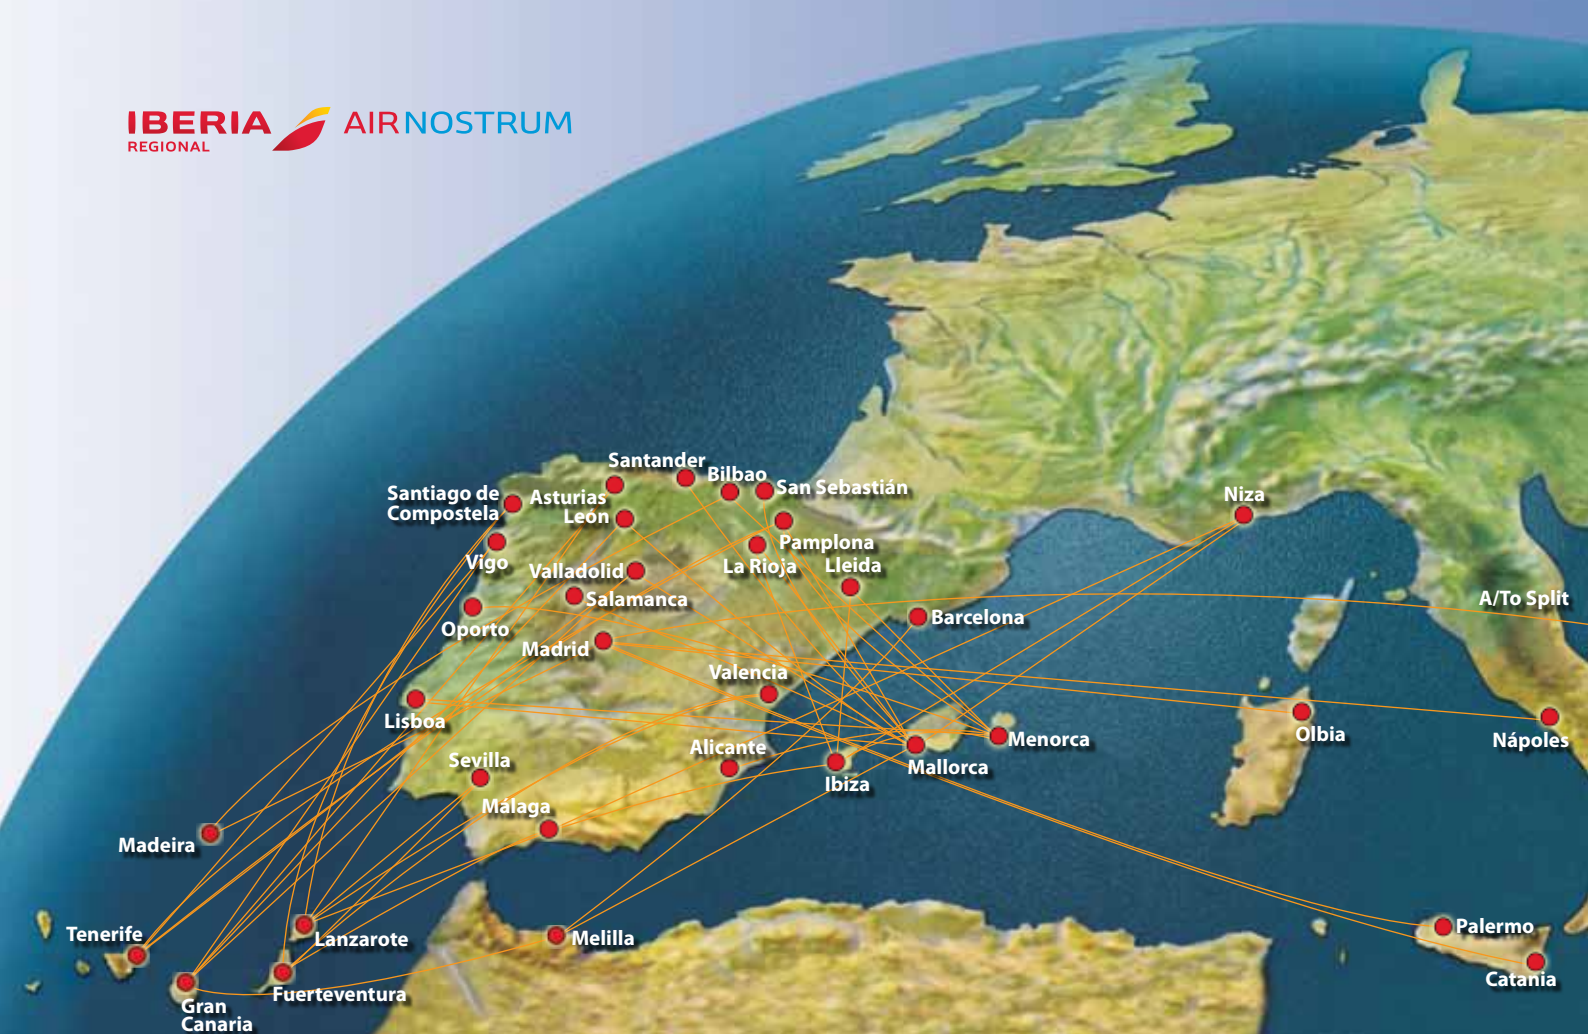 IBERIA
REGIONAL
AIRNOSTRUM
Santander
Bilbao
San Sebastián
Santiago de
Compostela
Asturias
León
Niza
Vigo
Pamplona
La Rioja
Lleida
Valladolid
Salamanca
A/To Split
Oporto
Barcelona
Madrid
Valencia
Lisboa
Olbia
Nápoles
Menorca
Alicante
Mallorca
Sevilla
Ibiza
Málaga
Madeira
Palermo
Tenerife
Lanzarote
Melilla
Catania
Fuerteventura
Gran
Canaria